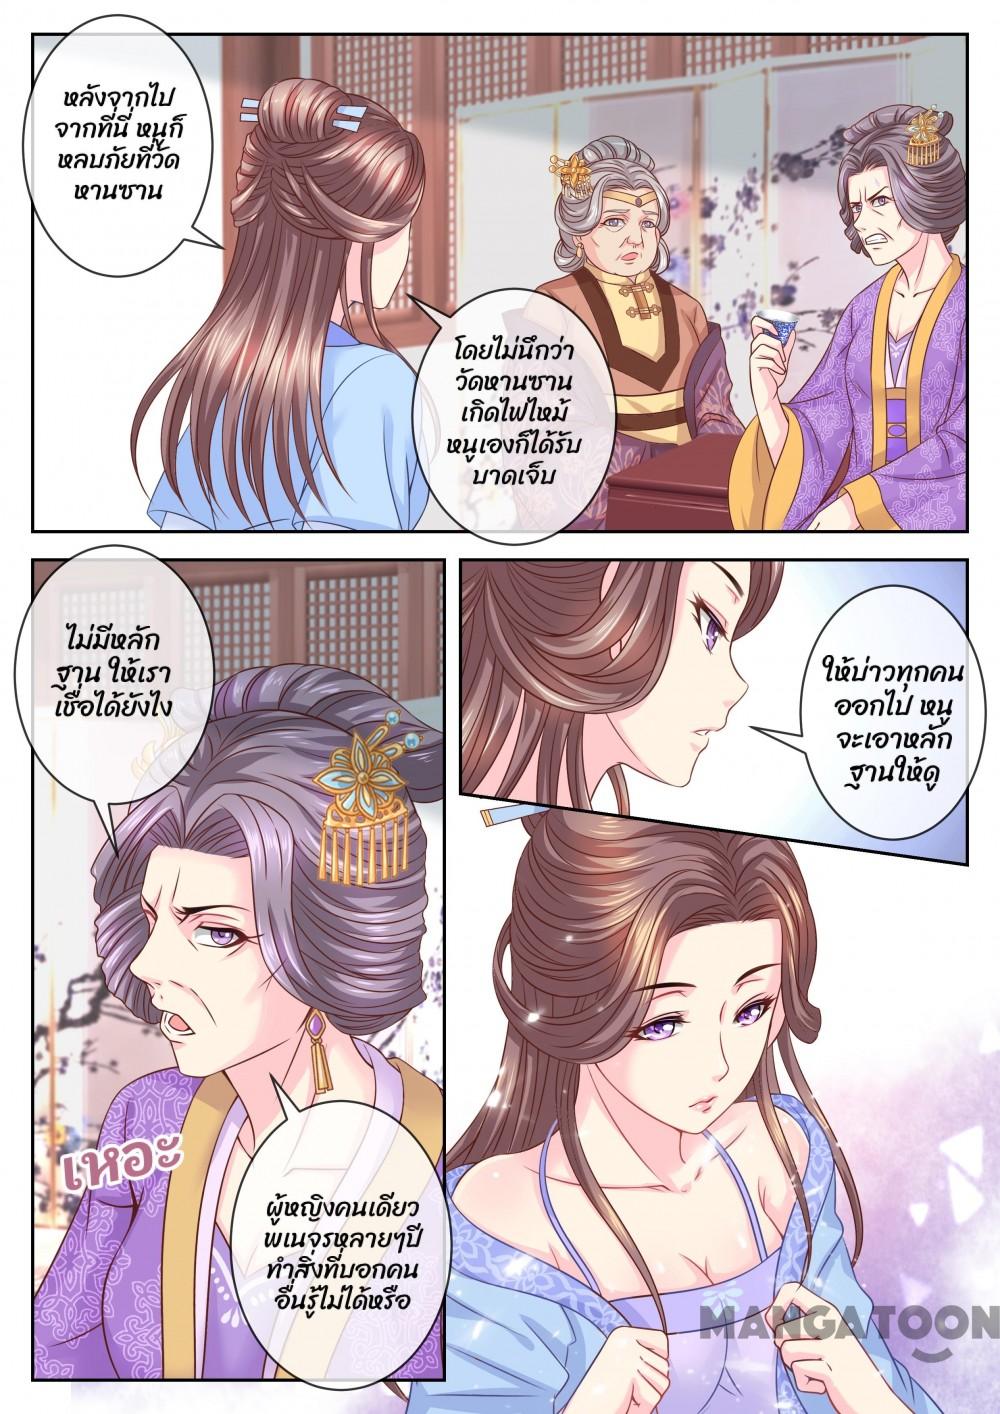 หลังจากไป
จากที่นี่ หนูก็
หลบภัยที่วัด
หานซาน
โดยไม่นึกว่า
วัดหานซาน
เกิดไฟไหม้
หนูเองก็ได้รับ
บาดเจ็บ
ไม่มีหลัก
ฐาน ให้เรา
เชื่อได้ยังไง
ให้บ่าวทุกคน
ออกไป หนู
จะเอาหลัก
ฐานให้ดู
เหอะ
ผู้หญิงคนเดียว
พเนจรหลายๆปี
ทำสิ่งที่บอกคน
อื่นรู้ไม่ได้หรือ
MANGATOON